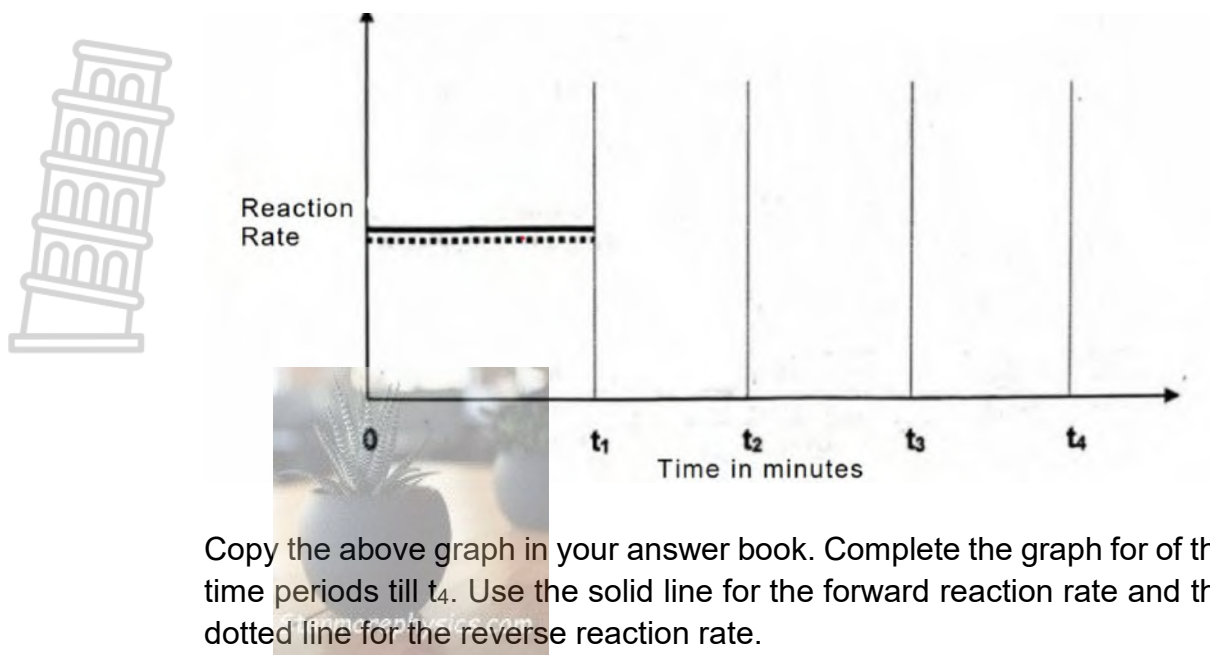 Reaction
Rate
0 t₁ t₂ t₃ t₄
Time in minutes
Copy the above graph in your answer book. Complete the graph for of th
time periods till t₄. Use the solid line for the forward reaction rate and th
dotted line for the reverse reaction rate.